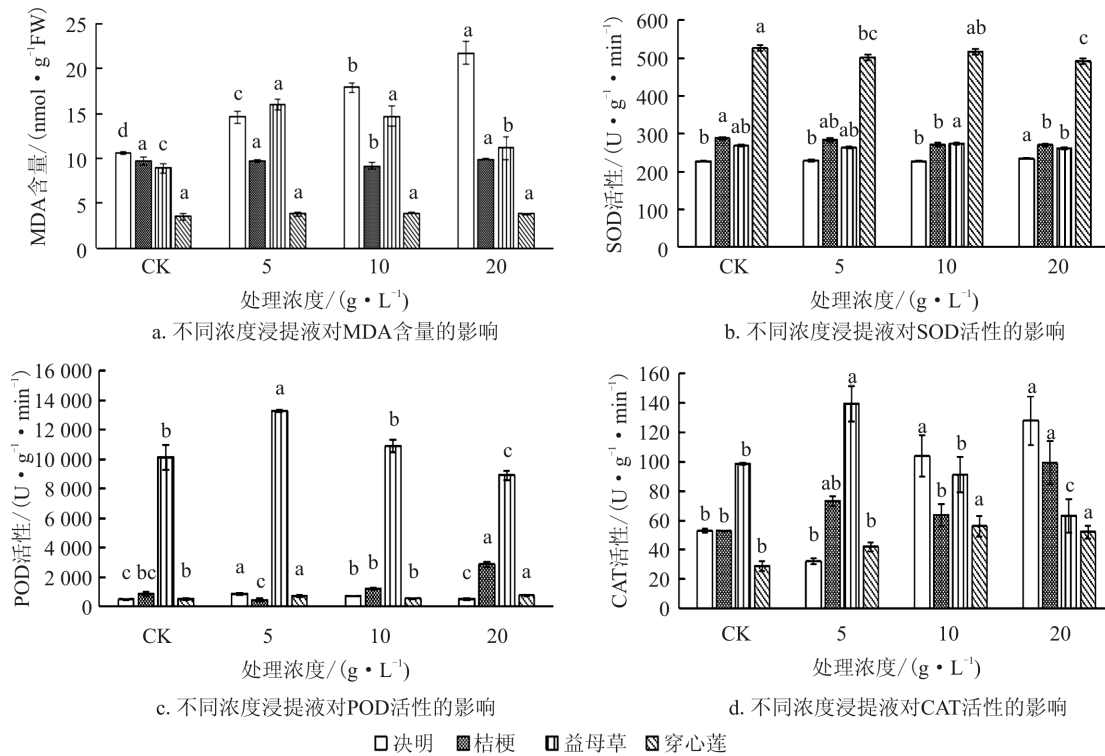 MDA含量/(nmol·g⁻¹FW)
25
20
15
10
5
0
d a c a
c a a a
b b a a
a a b a
CK 5 10 20
处理浓度/(g·L⁻¹)
a. 不同浓度浸提液对MDA含量的影响
SOD活性/(U·g⁻¹·min⁻¹)
600
500
400
300
200
100
0
b a ab a
b ab ab bc
b b a ab
a b b c
CK 5 10 20
处理浓度/(g·L⁻¹)
b. 不同浓度浸提液对SOD活性的影响
POD活性/(U·g⁻¹·min⁻¹)
16 000
14 000
12 000
10 000
8 000
6 000
4 000
2 000
0
c bc b b
a c a a
b b b b
c a c a
CK 5 10 20
处理浓度/(g·L⁻¹)
c. 不同浓度浸提液对POD活性的影响
CAT活性/(U·g⁻¹·min⁻¹)
160
140
120
100
80
60
40
20
0
b b b b
b ab a b
a b b a
a a c a
CK 5 10 20
处理浓度/(g·L⁻¹)
d. 不同浓度浸提液对CAT活性的影响
决明 桔梗 益母草 穿心莲